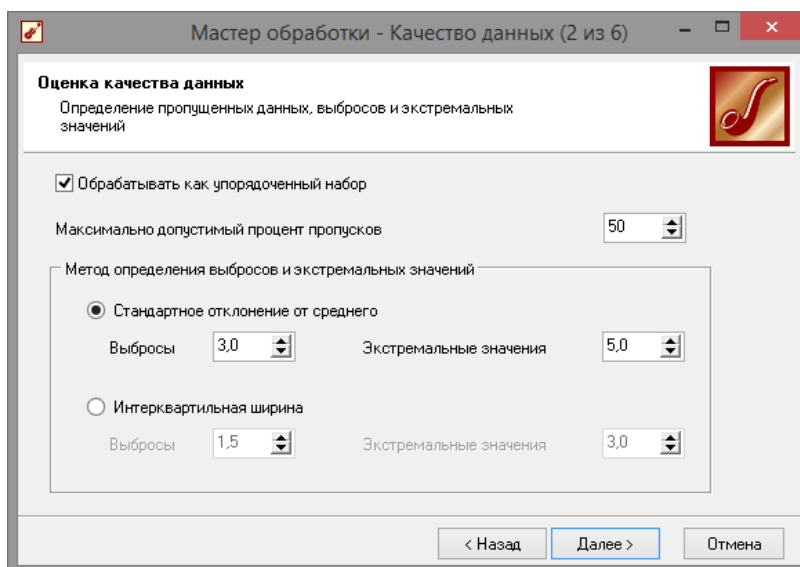 Мастер обработки - Качество данных (2 из 6)
Оценка качества данных
Определение пропущенных данных, выбросов и экстремальных
значений
Обрабатывать как упорядоченный набор
Максимально допустимый процент пропусков 50
Метод определения выбросов и экстремальных значений
Стандартное отклонение от среднего
Выбросы 3,0 Экстремальные значения 5,0
Интерквартильная ширина
Выбросы 1,5 Экстремальные значения 3,0
< Назад Далее > Отмена